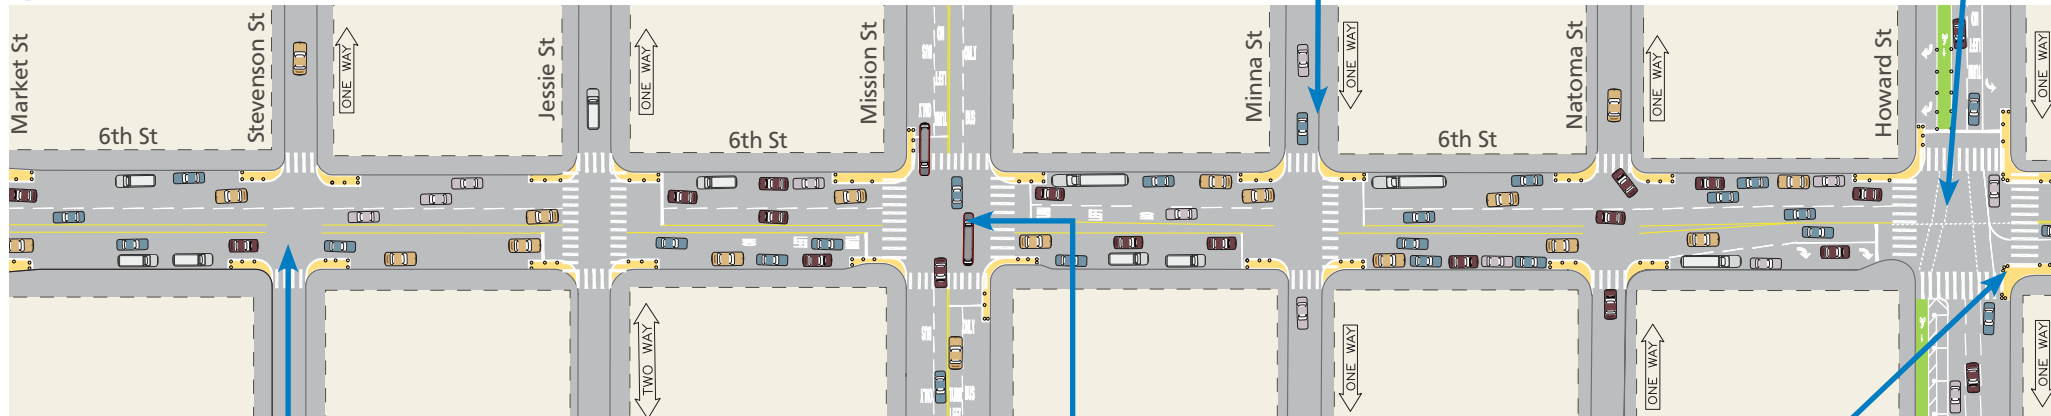 Market St
6th St
Stevenson St
ONE WAY
Jessie St
ONE WAY
6th St
Mission St
Minna St
ONE WAY
6th St
Natoma St
ONE WAY
Howard St
ONE WAY
TWO WAY
ONE WAY
ONE WAY
ONE WAY